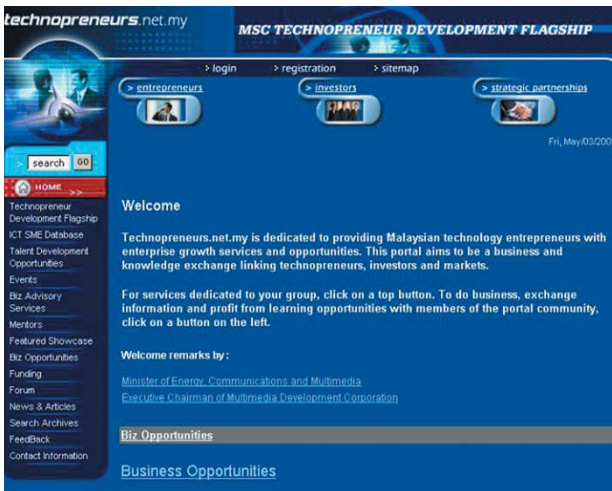 technopreneurs.net.my
MSC TECHNOPRENEUR DEVELOPMENT FLAGSHIP
> login > registration > sitemap
> entrepreneurs > investors > strategic partnerships
Fri, May/03/200
> search GO
HOME >>
Technopreneur
Development Flagship
ICT SME Database
Talent Development
Opportunities
Events
Biz Advisory
Services
Mentors
Featured Showcase
Biz Opportunities
Funding
Forum
News & Articles
Search Archives
FeedBack
Contact Information
Welcome
Technopreneurs.net.my is dedicated to providing Malaysian technology entrepreneurs with
enterprise growth services and opportunities. This portal aims to be a business and
knowledge exchange linking technopreneurs, investors and markets.
For services dedicated to your group, click on a top button. To do business, exchange
information and profit from learning opportunities with members of the portal community,
click on a button on the left.
Welcome remarks by :
Minister of Energy, Communications and Multimedia
Executive Chairman of Multimedia Development Corporation
Biz Opportunities
Business Opportunities